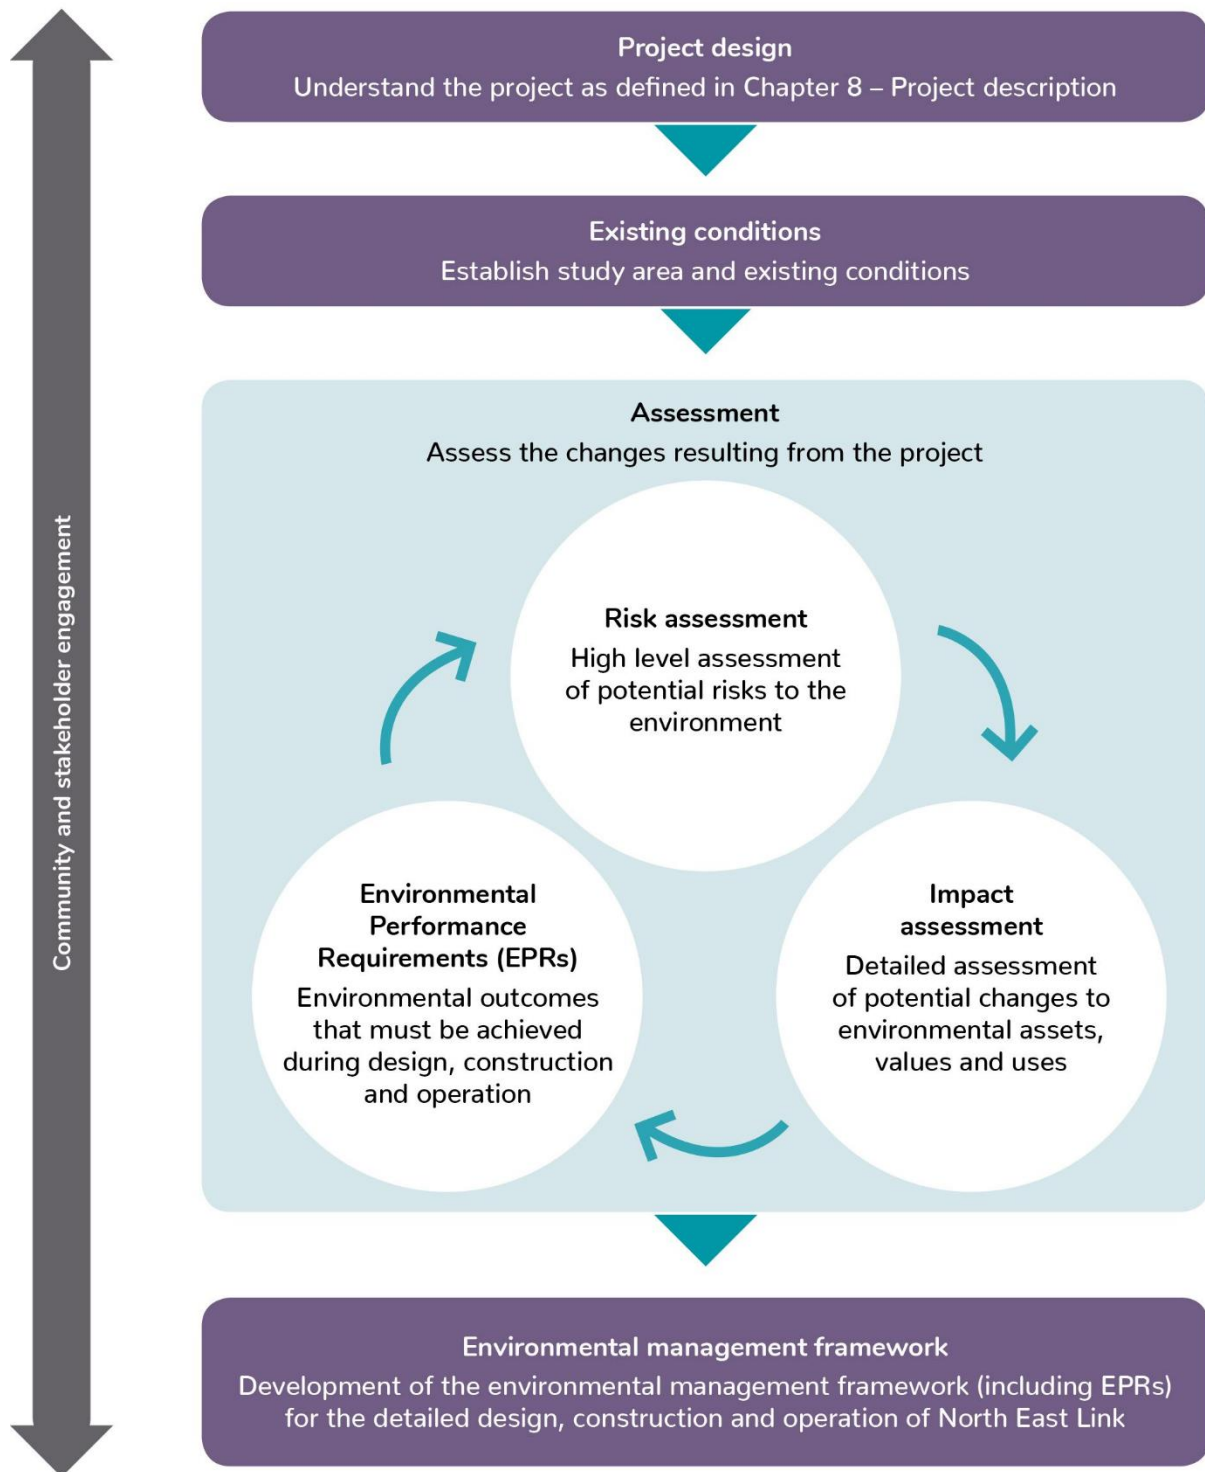 Project design
Understand the project as defined in Chapter 8 – Project description
Existing conditions
Establish study area and existing conditions
Assessment
Assess the changes resulting from the project
Risk assessment
High level assessment
of potential risks to the
environment
Impact
assessment
Detailed assessment
of potential changes to
environmental assets,
values and uses
Environmental
Performance
Requirements (EPRs)
Environmental outcomes
that must be achieved
during design, construction
and operation
Environmental management framework
Development of the environmental management framework (including EPRs)
for the detailed design, construction and operation of North East Link
Community and stakeholder engagement